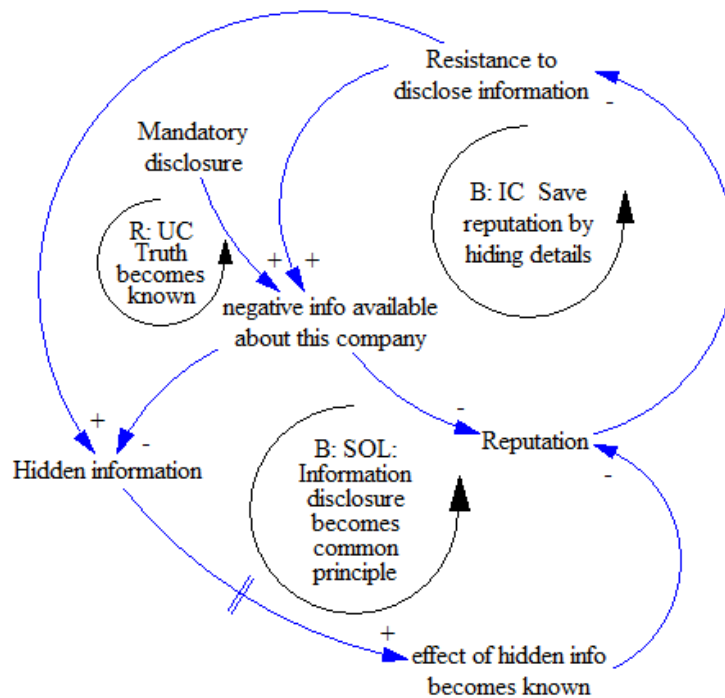 Resistance to
disclose information
-
Mandatory
disclosure
B: IC Save
reputation by
hiding details
R: UC
Truth
becomes
known
+ +
negative info available
about this company
-
+
-
Reputation
Hidden information
B: SOL:
Information
disclosure
becomes
common
principle
-
+
effect of hidden info
becomes known